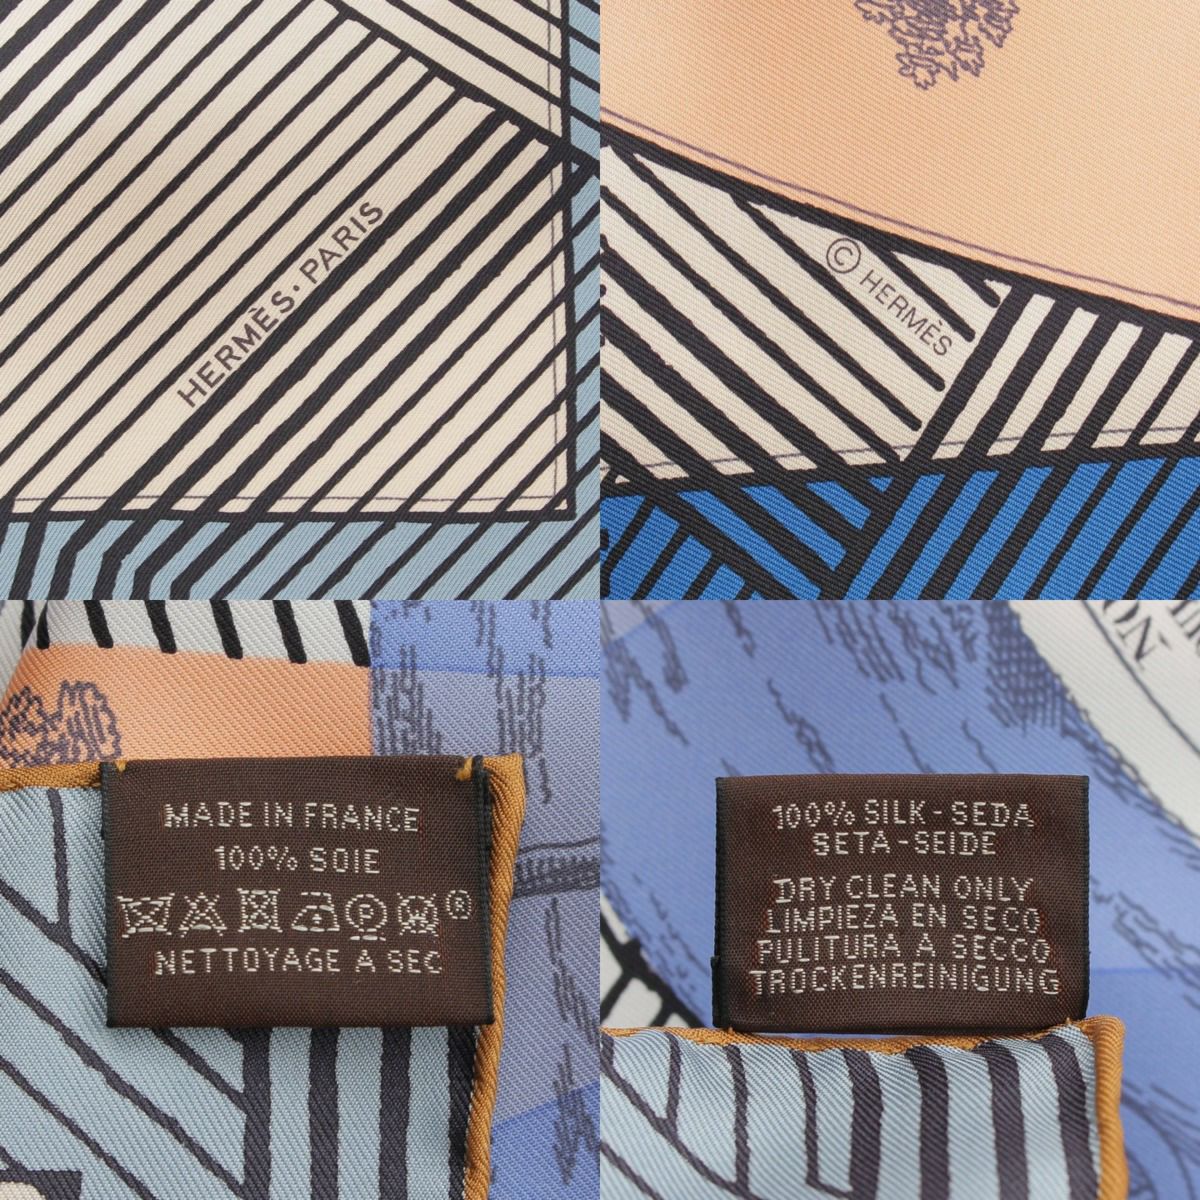 HERMÈS·PARIS
© HERMÈS
MADE IN FRANCE
100% SOIE
P ®
NETTOYAGE A SEC
100% SILK - SEDA
SETA - SEIDE
DRY CLEAN ONLY
LIMPIEZA EN SECO
PULITURA A SECCO
TROCKENREINIGUNG